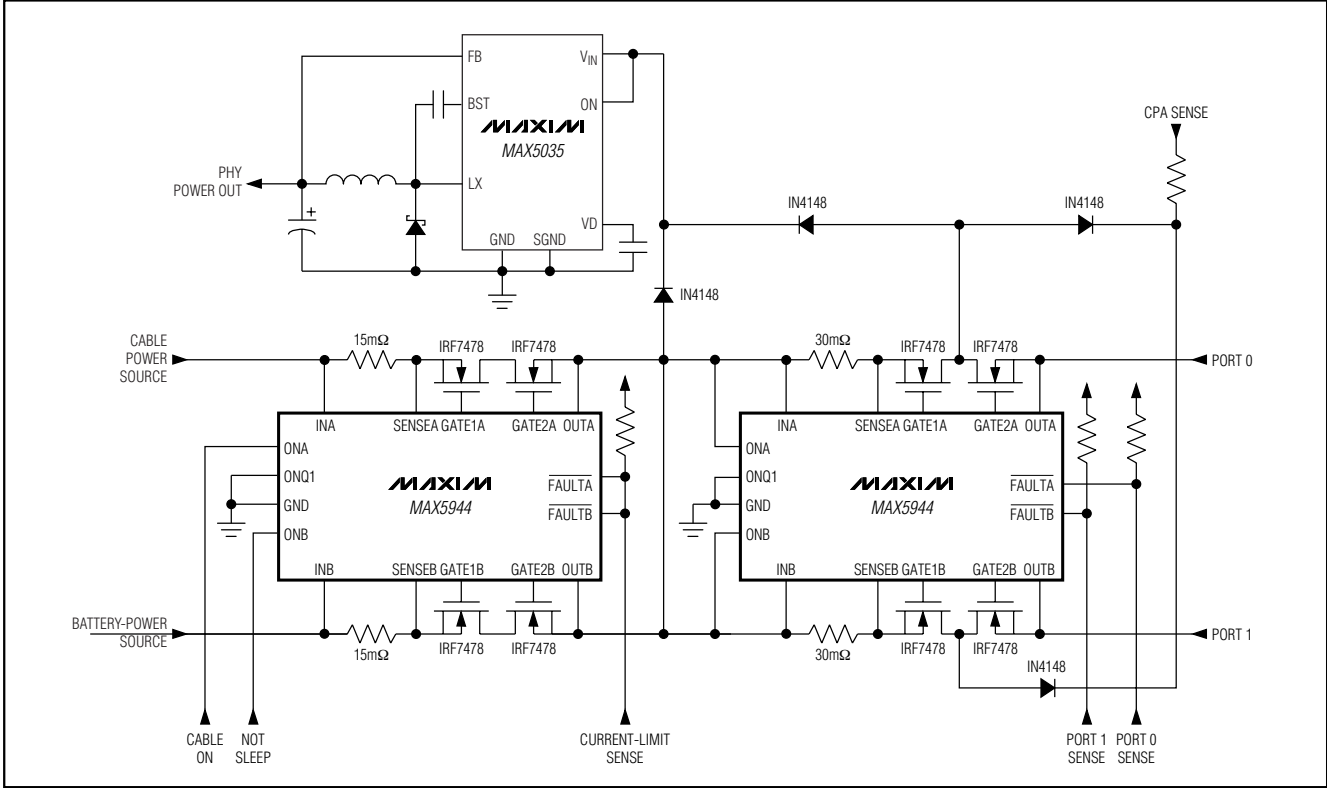 FB
VIN
BST
ON
MAXIM
MAX5035
CPA SENSE
PHY
POWER OUT
LX
+
IN4148
IN4148
VD
GND
SGND
IN4148
CABLE
POWER
SOURCE
15mΩ
IRF7478
IRF7478
30mΩ
IRF7478
IRF7478
PORT 0
INA
SENSEA
GATE1A
GATE2A
OUTA
INA
SENSEA
GATE1A
GATE2A
OUTA
ONA
ONQ1
GND
ONB
MAXIM
MAX5944
FAULTA
FAULTB
ONA
ONQ1
GND
ONB
MAXIM
MAX5944
FAULTA
FAULTB
INB
SENSEB
GATE1B
GATE2B
OUTB
INB
SENSEB
GATE1B
GATE2B
OUTB
BATTERY-POWER
SOURCE
15mΩ
IRF7478
IRF7478
30mΩ
IRF7478
IRF7478
PORT 1
IN4148
CABLE
ON
NOT
SLEEP
CURRENT-LIMIT
SENSE
PORT 1
SENSE
PORT 0
SENSE